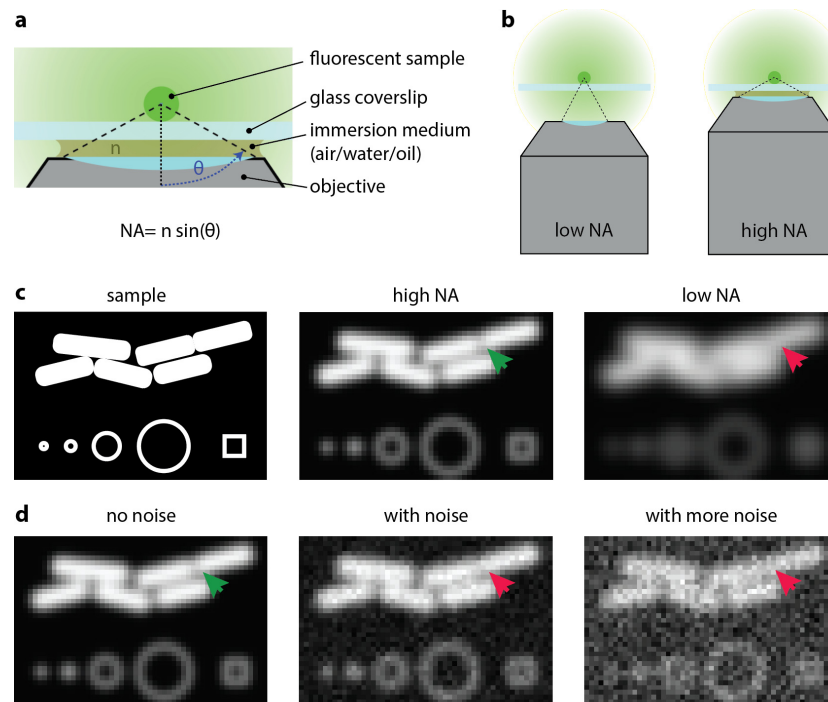 a
fluorescent sample
glass coverslip
immersion medium
(air/water/oil)
objective
n
θ
NA= n sin(θ)
b
low NA
high NA
c
sample
high NA
low NA
d
no noise
with noise
with more noise